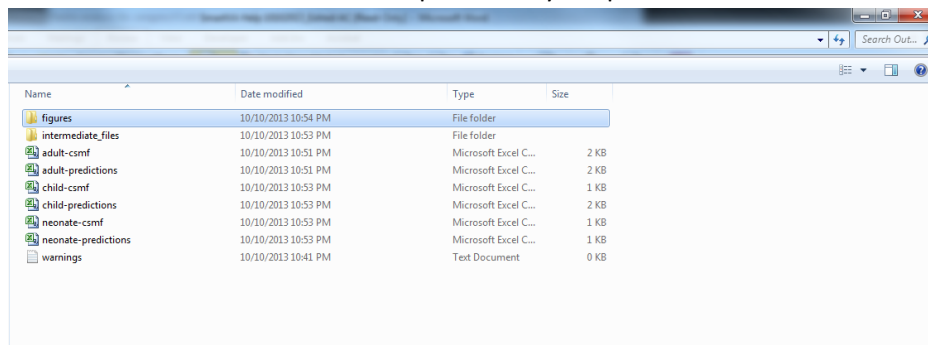 Search Out...
Name Date modified Type Size
figures 10/10/2013 10:54 PM File folder
intermediate_files 10/10/2013 10:53 PM File folder
adult-csmf 10/10/2013 10:51 PM Microsoft Excel C... 2 KB
adult-predictions 10/10/2013 10:51 PM Microsoft Excel C... 2 KB
child-csmf 10/10/2013 10:53 PM Microsoft Excel C... 1 KB
child-predictions 10/10/2013 10:53 PM Microsoft Excel C... 2 KB
neonate-csmf 10/10/2013 10:53 PM Microsoft Excel C... 1 KB
neonate-predictions 10/10/2013 10:53 PM Microsoft Excel C... 1 KB
warnings 10/10/2013 10:41 PM Text Document 0 KB